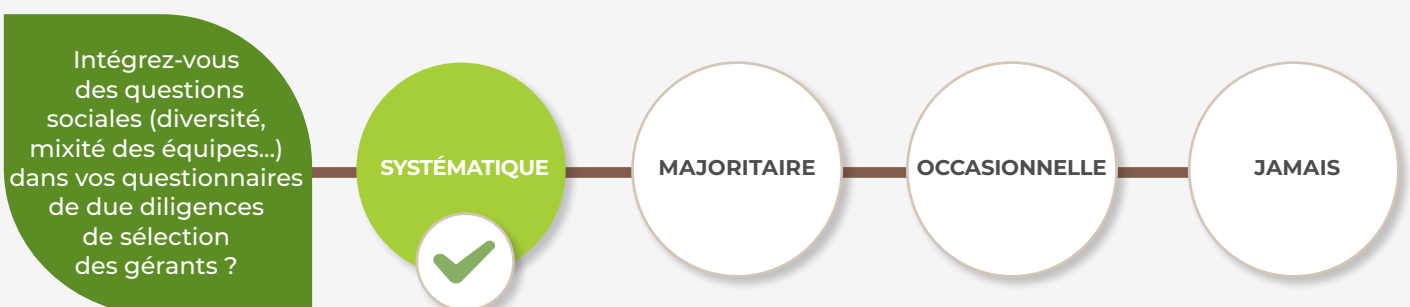 Intégrez-vous
des questions
sociales (diversité,
mixité des équipes...)
dans vos questionnaires
de due diligences
de sélection
des gérants ?
SYSTÉMATIQUE
MAJORITAIRE
OCCASIONNELLE
JAMAIS